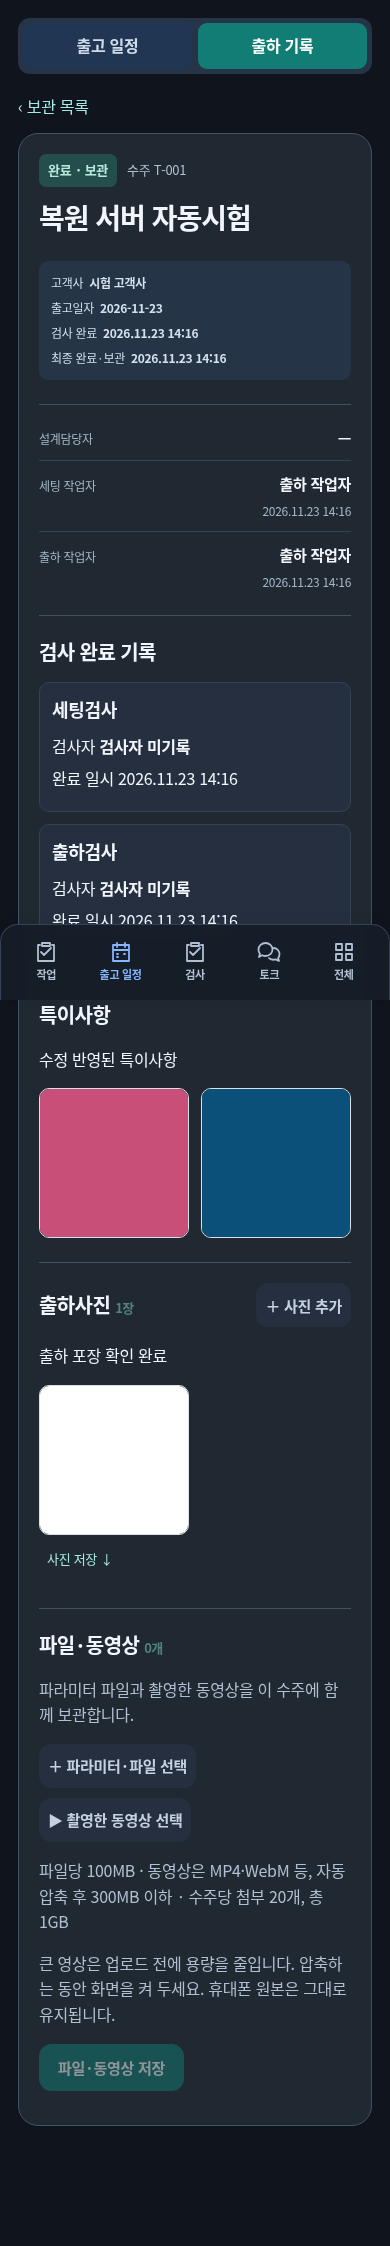 출고 일정
출하 기록
‹ 보관 목록
완료 · 보관 수주 T-001
복원 서버 자동시험
고객사 시험 고객사
출고일자 2026-11-23
검사 완료 2026.11.23 14:16
최종 완료·보관 2026.11.23 14:16
설계담당자 —
세팅 작업자 출하 작업자
2026.11.23 14:16
출하 작업자 출하 작업자
2026.11.23 14:16
검사 완료 기록
세팅검사
검사자 검사자 미기록
완료 일시 2026.11.23 14:16
출하검사
검사자 검사자 미기록
완료 일시 2026.11.23 14:16
작업
출고 일정
검사
토크
전체
특이사항
수정 반영된 특이사항
출하사진 1장
＋ 사진 추가
출하 포장 확인 완료
사진 저장 ↓
파일·동영상 0개
파라미터 파일과 촬영한 동영상을 이 수주에 함
께 보관합니다.
＋ 파라미터·파일 선택
▶ 촬영한 동영상 선택
파일당 100MB · 동영상은 MP4·WebM 등, 자동
압축 후 300MB 이하 · 수주당 첨부 20개, 총
1GB
큰 영상은 업로드 전에 용량을 줄입니다. 압축하
는 동안 화면을 켜 두세요. 휴대폰 원본은 그대로
유지됩니다.
파일·동영상 저장